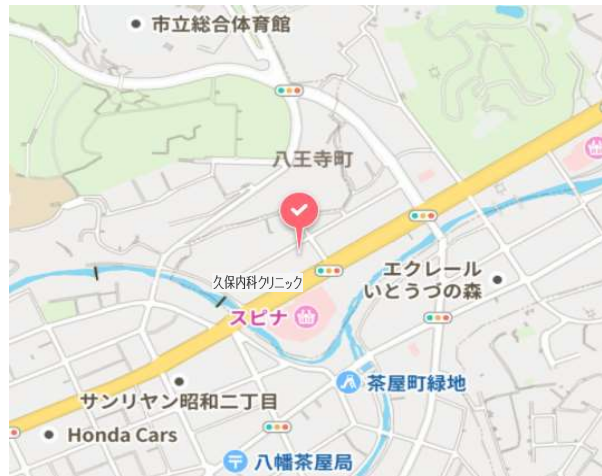 市立総合体育館
八王寺町
久保内科クリニック
エクレール
いとうづの森
スピナ
茶屋町緑地
サンリヤン昭和二丁目
Honda Cars
八幡茶屋局